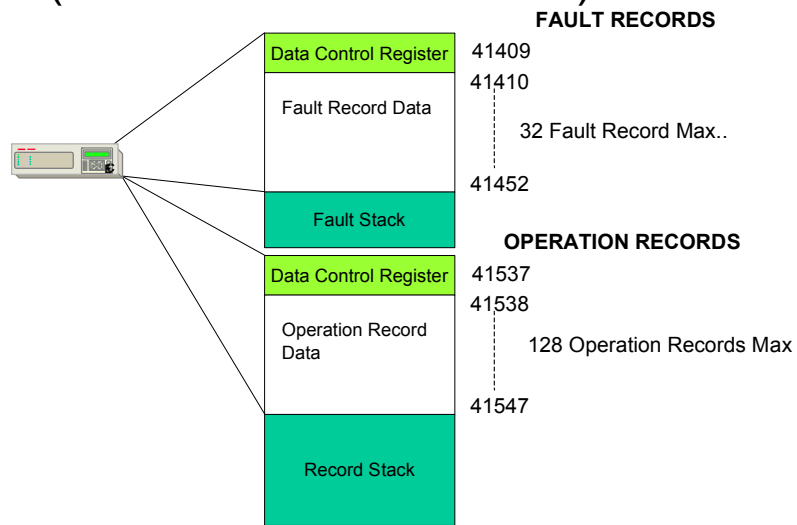 FAULT RECORDS
Data Control Register 41409
41410
Fault Record Data
32 Fault Record Max..
41452
Fault Stack
OPERATION RECORDS
Data Control Register 41537
41538
Operation Record
Data
128 Operation Records Max
41547
Record Stack